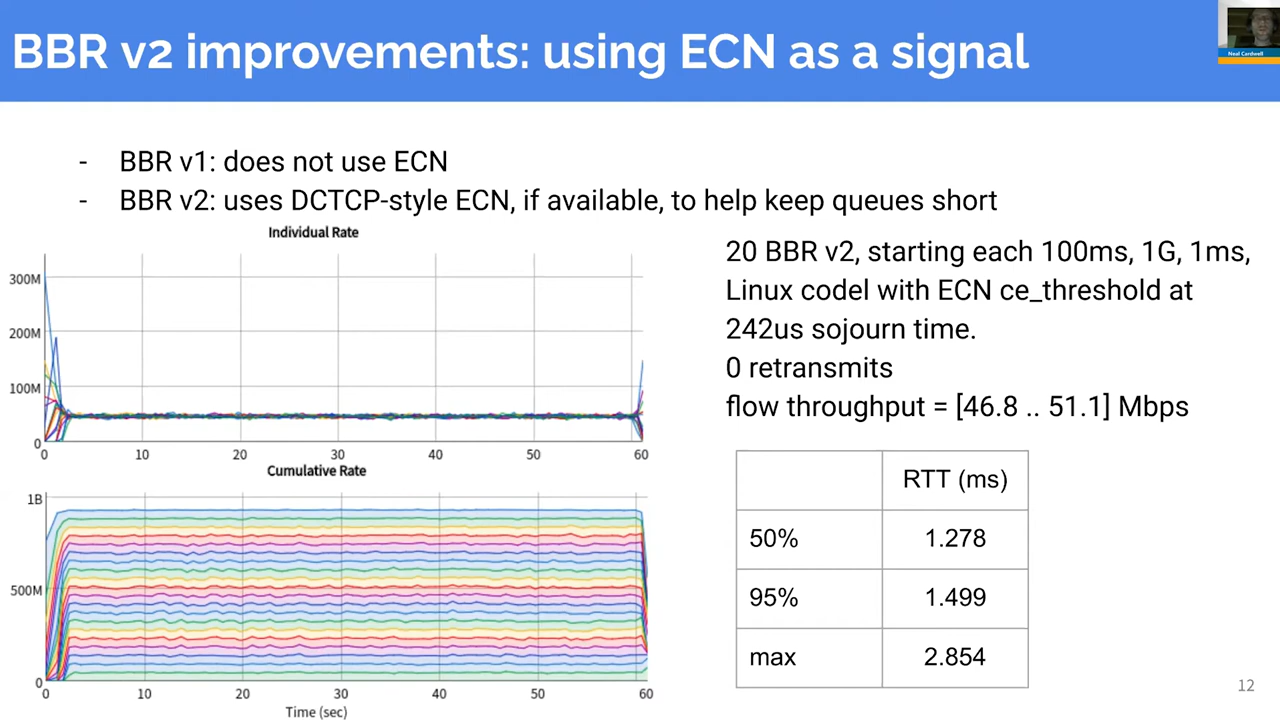 BBR v2 improvements: using ECN as a signal
Neal Cardwell
- BBR v1: does not use ECN
- BBR v2: uses DCTCP-style ECN, if available, to help keep queues short
Individual Rate
300M
200M
100M
0
0 10 20 30 40 50 60
Cumulative Rate
1B
500M
0
0 10 20 30 40 50 60
Time (sec)
20 BBR v2, starting each 100ms, 1G, 1ms,
Linux codel with ECN ce_threshold at
242us sojourn time.
0 retransmits
flow throughput = [46.8 .. 51.1] Mbps
RTT (ms)
50% 1.278
95% 1.499
max 2.854
12